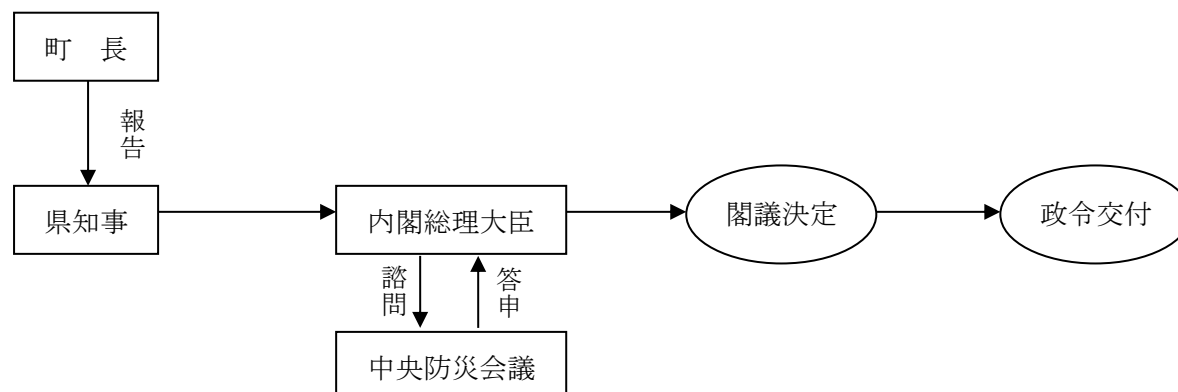 町　長
報告
県知事
内閣総理大臣
閣議決定
政令交付
諮問
答申
中央防災会議